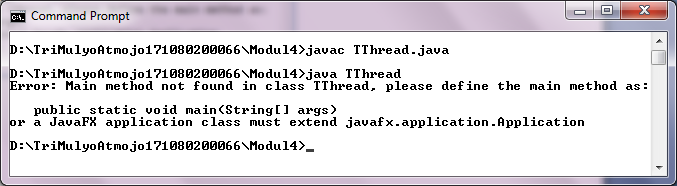 Command Prompt
D:\TriMulyoAtmojo171080200066\Modul4>javac TThread.java
D:\TriMulyoAtmojo171080200066\Modul4>java TThread
Error: Main method not found in class TThread, please define the main method as:
   public static void main(String[] args)
or a JavaFX application class must extend javafx.application.Application
D:\TriMulyoAtmojo171080200066\Modul4>_